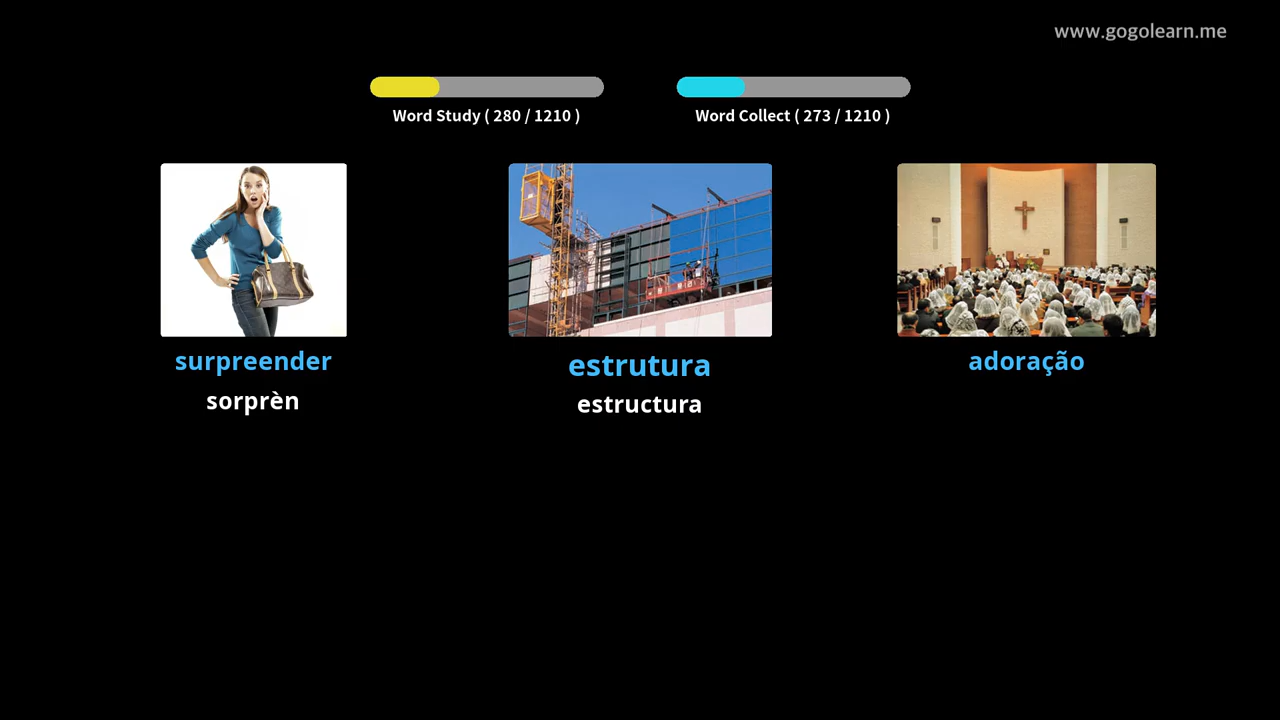 www.gogolearn.me
Word Study ( 280 / 1210 )
Word Collect ( 273 / 1210 )
surpreender
estrutura
adoração
sorprèn
estructura